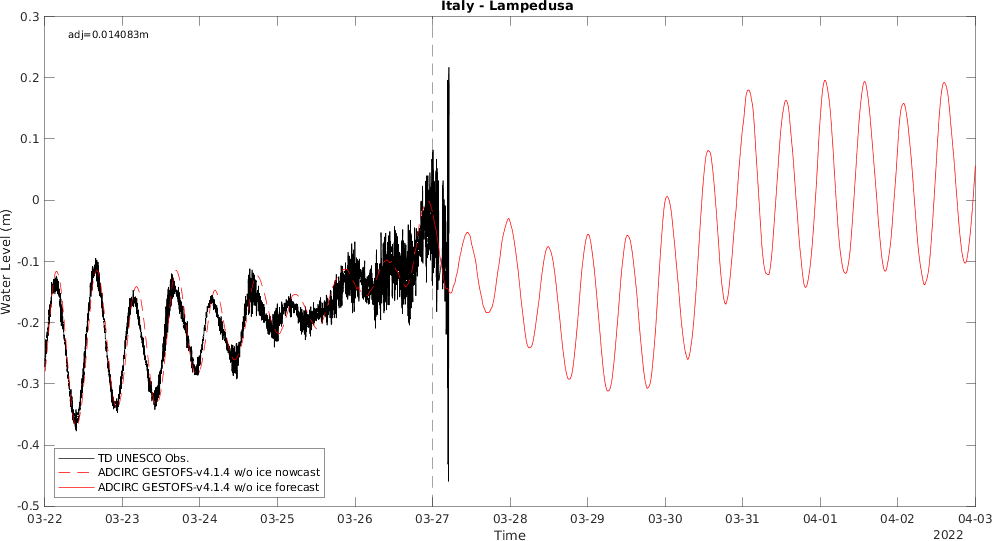 Italy - Lampedusa
adj=0.014083m
0.3
0.2
0.1
0
-0.1
-0.2
-0.3
-0.4
-0.5
Water Level (m)
TD UNESCO Obs.
ADCIRC GESTOFS-v4.1.4 w/o ice nowcast
ADCIRC GESTOFS-v4.1.4 w/o ice forecast
03-22 03-23 03-24 03-25 03-26 03-27 03-28 03-29 03-30 03-31 04-01 04-02 04-03
Time
2022